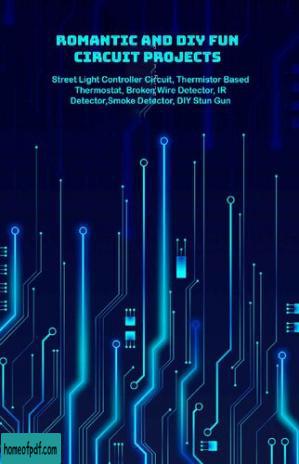 ROMANTIC AND DIY FUN
CIRCUIT PROJECTS
Street Light Controller Circuit, Thermistor Based
Thermostat, Broken Wire Detector, IR
Detector,Smoke Detector, DIY Stun Gun
homeofpdf.com